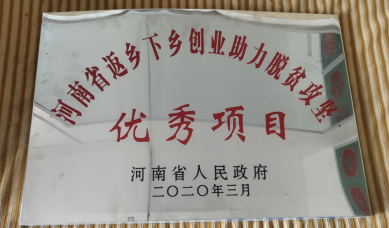 河南省返乡下乡创业助力脱贫攻坚
优秀项目
河南省人民政府
二〇二〇年三月